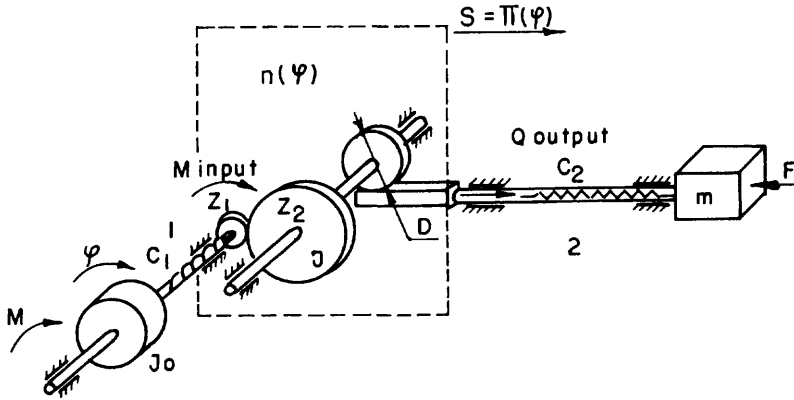 S = Π(φ)
n(φ)
Q output
C2
M input
F
Z1
Z2
m
1
D
C1
J
φ
2
M
Jo